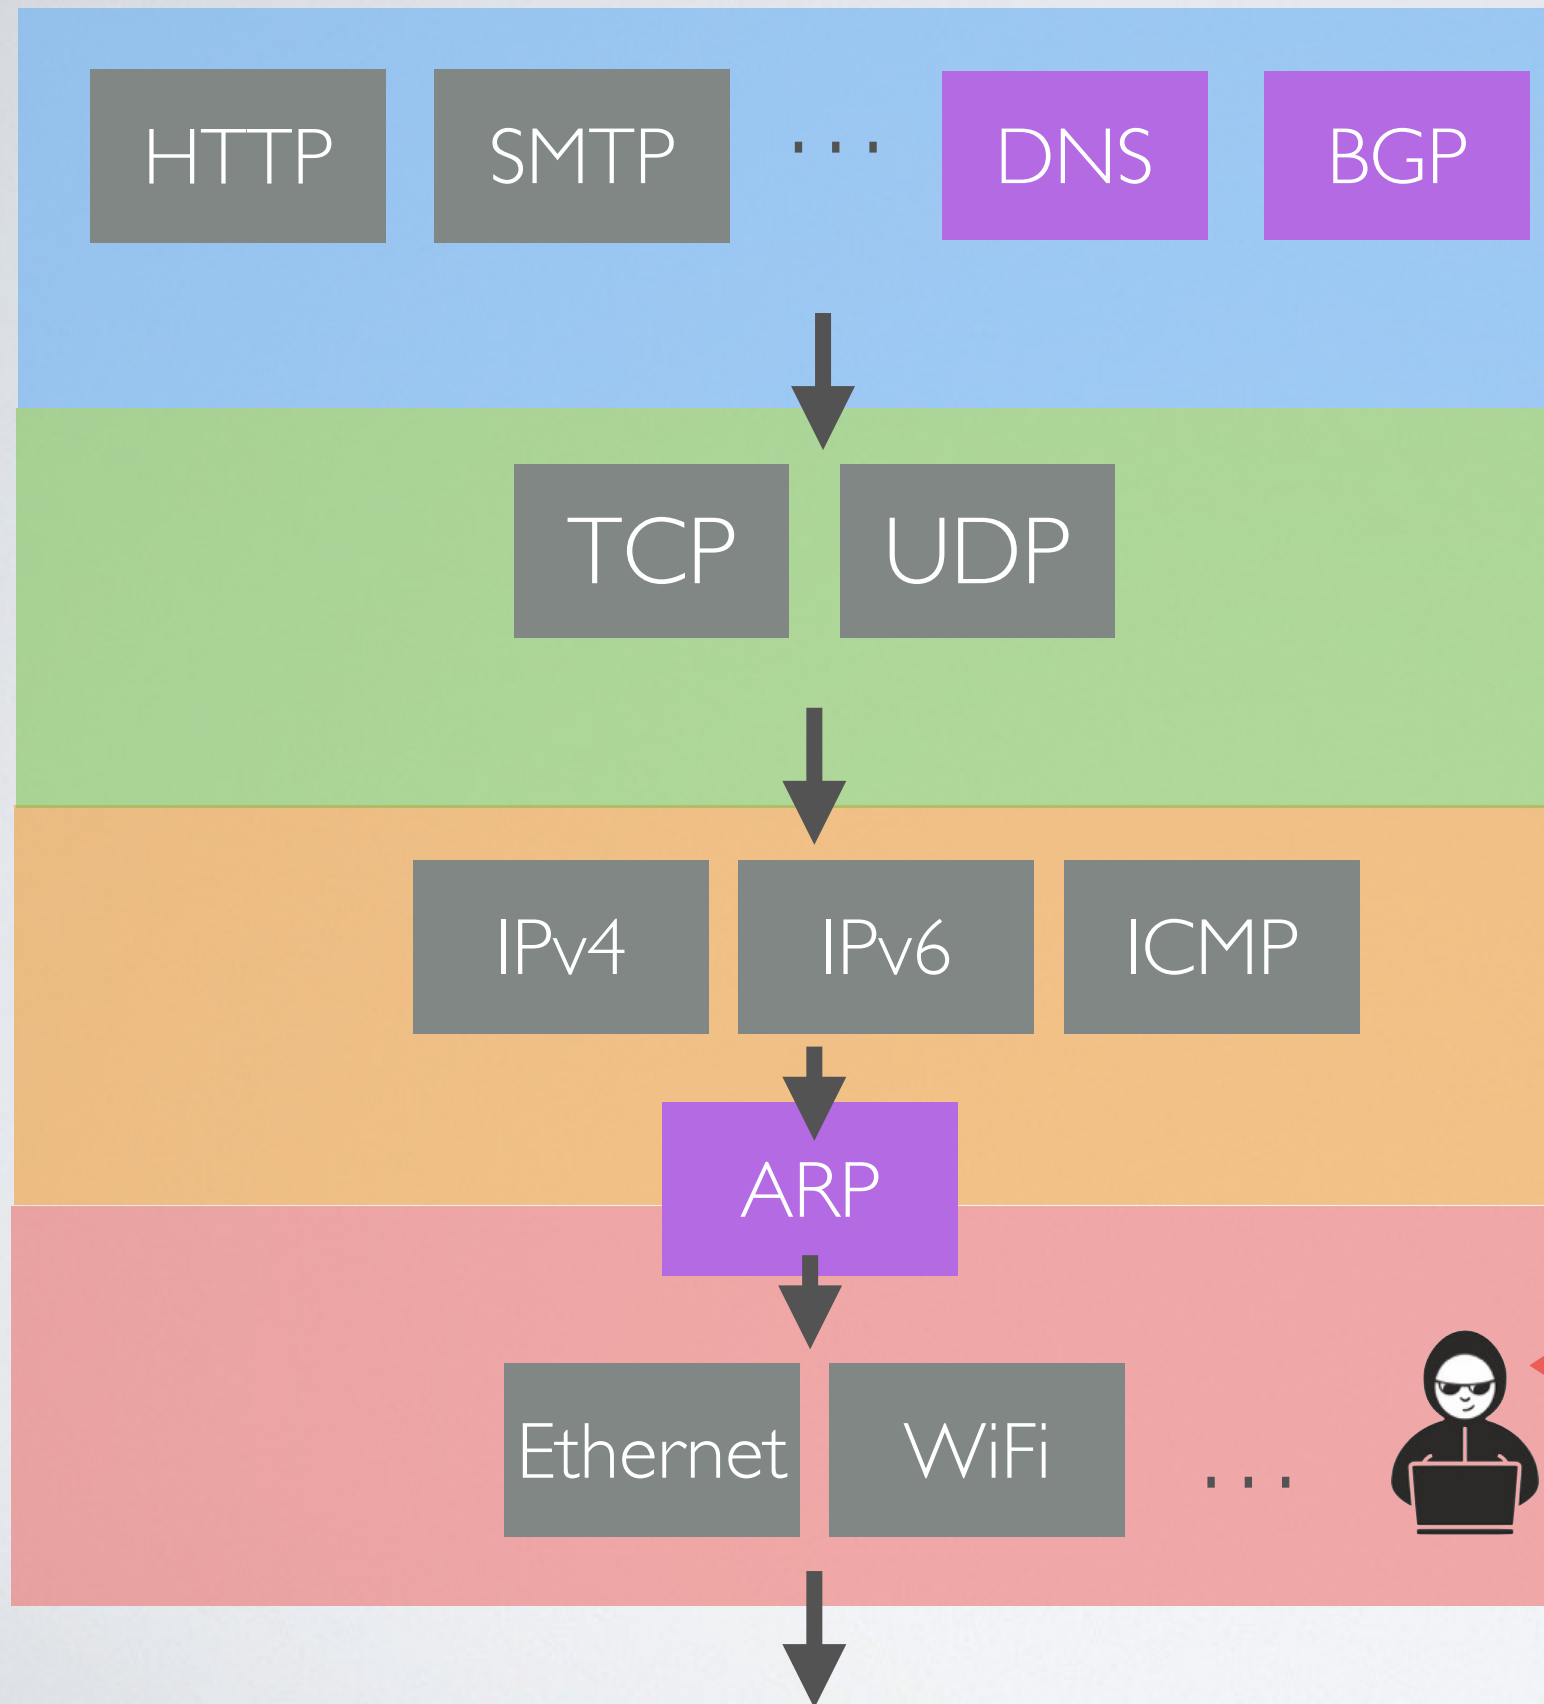 HTTP SMTP ... DNS BGP
TCP UDP
IPv4 IPv6 ICMP
ARP
Ethernet WiFi ...